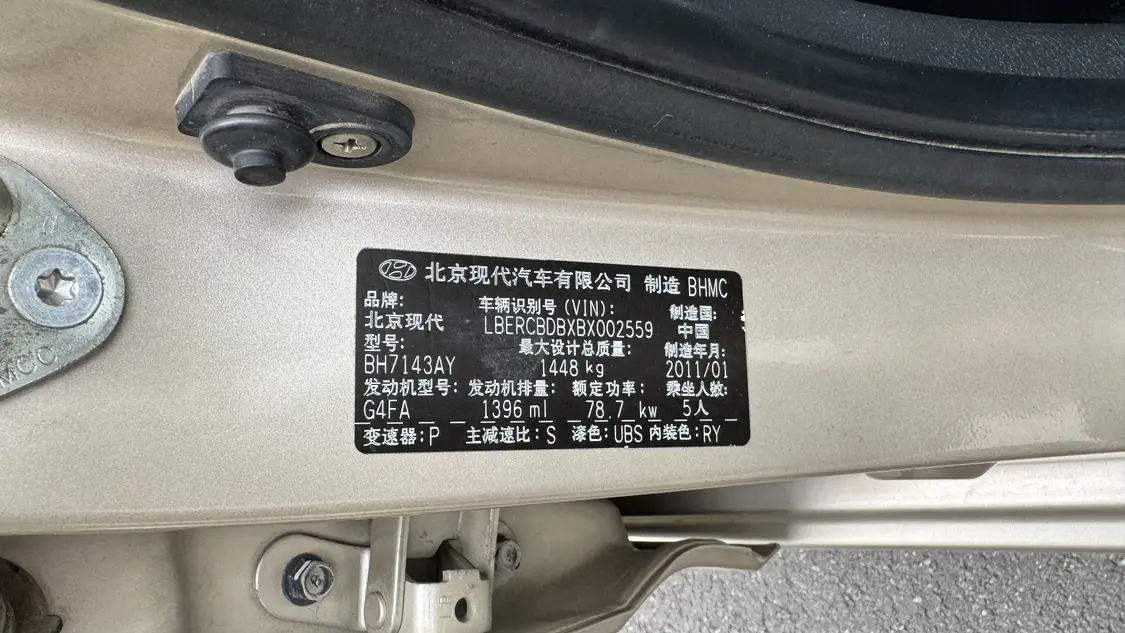 北京现代汽车有限公司 制造 BHMC
品牌: 车辆识别号 (VIN): 制造国:
北京现代 LBERCBDBXBX002559 中国
型号: 最大设计总质量: 制造年月:
BH7143AY 1448 kg 2011/01
发动机型号: 发动机排量: 额定功率: 乘坐人数:
G4FA 1396 ml 78.7 kw 5人
变速器: P 主减速比: S 漆色: UBS 内装色: RY
MCC